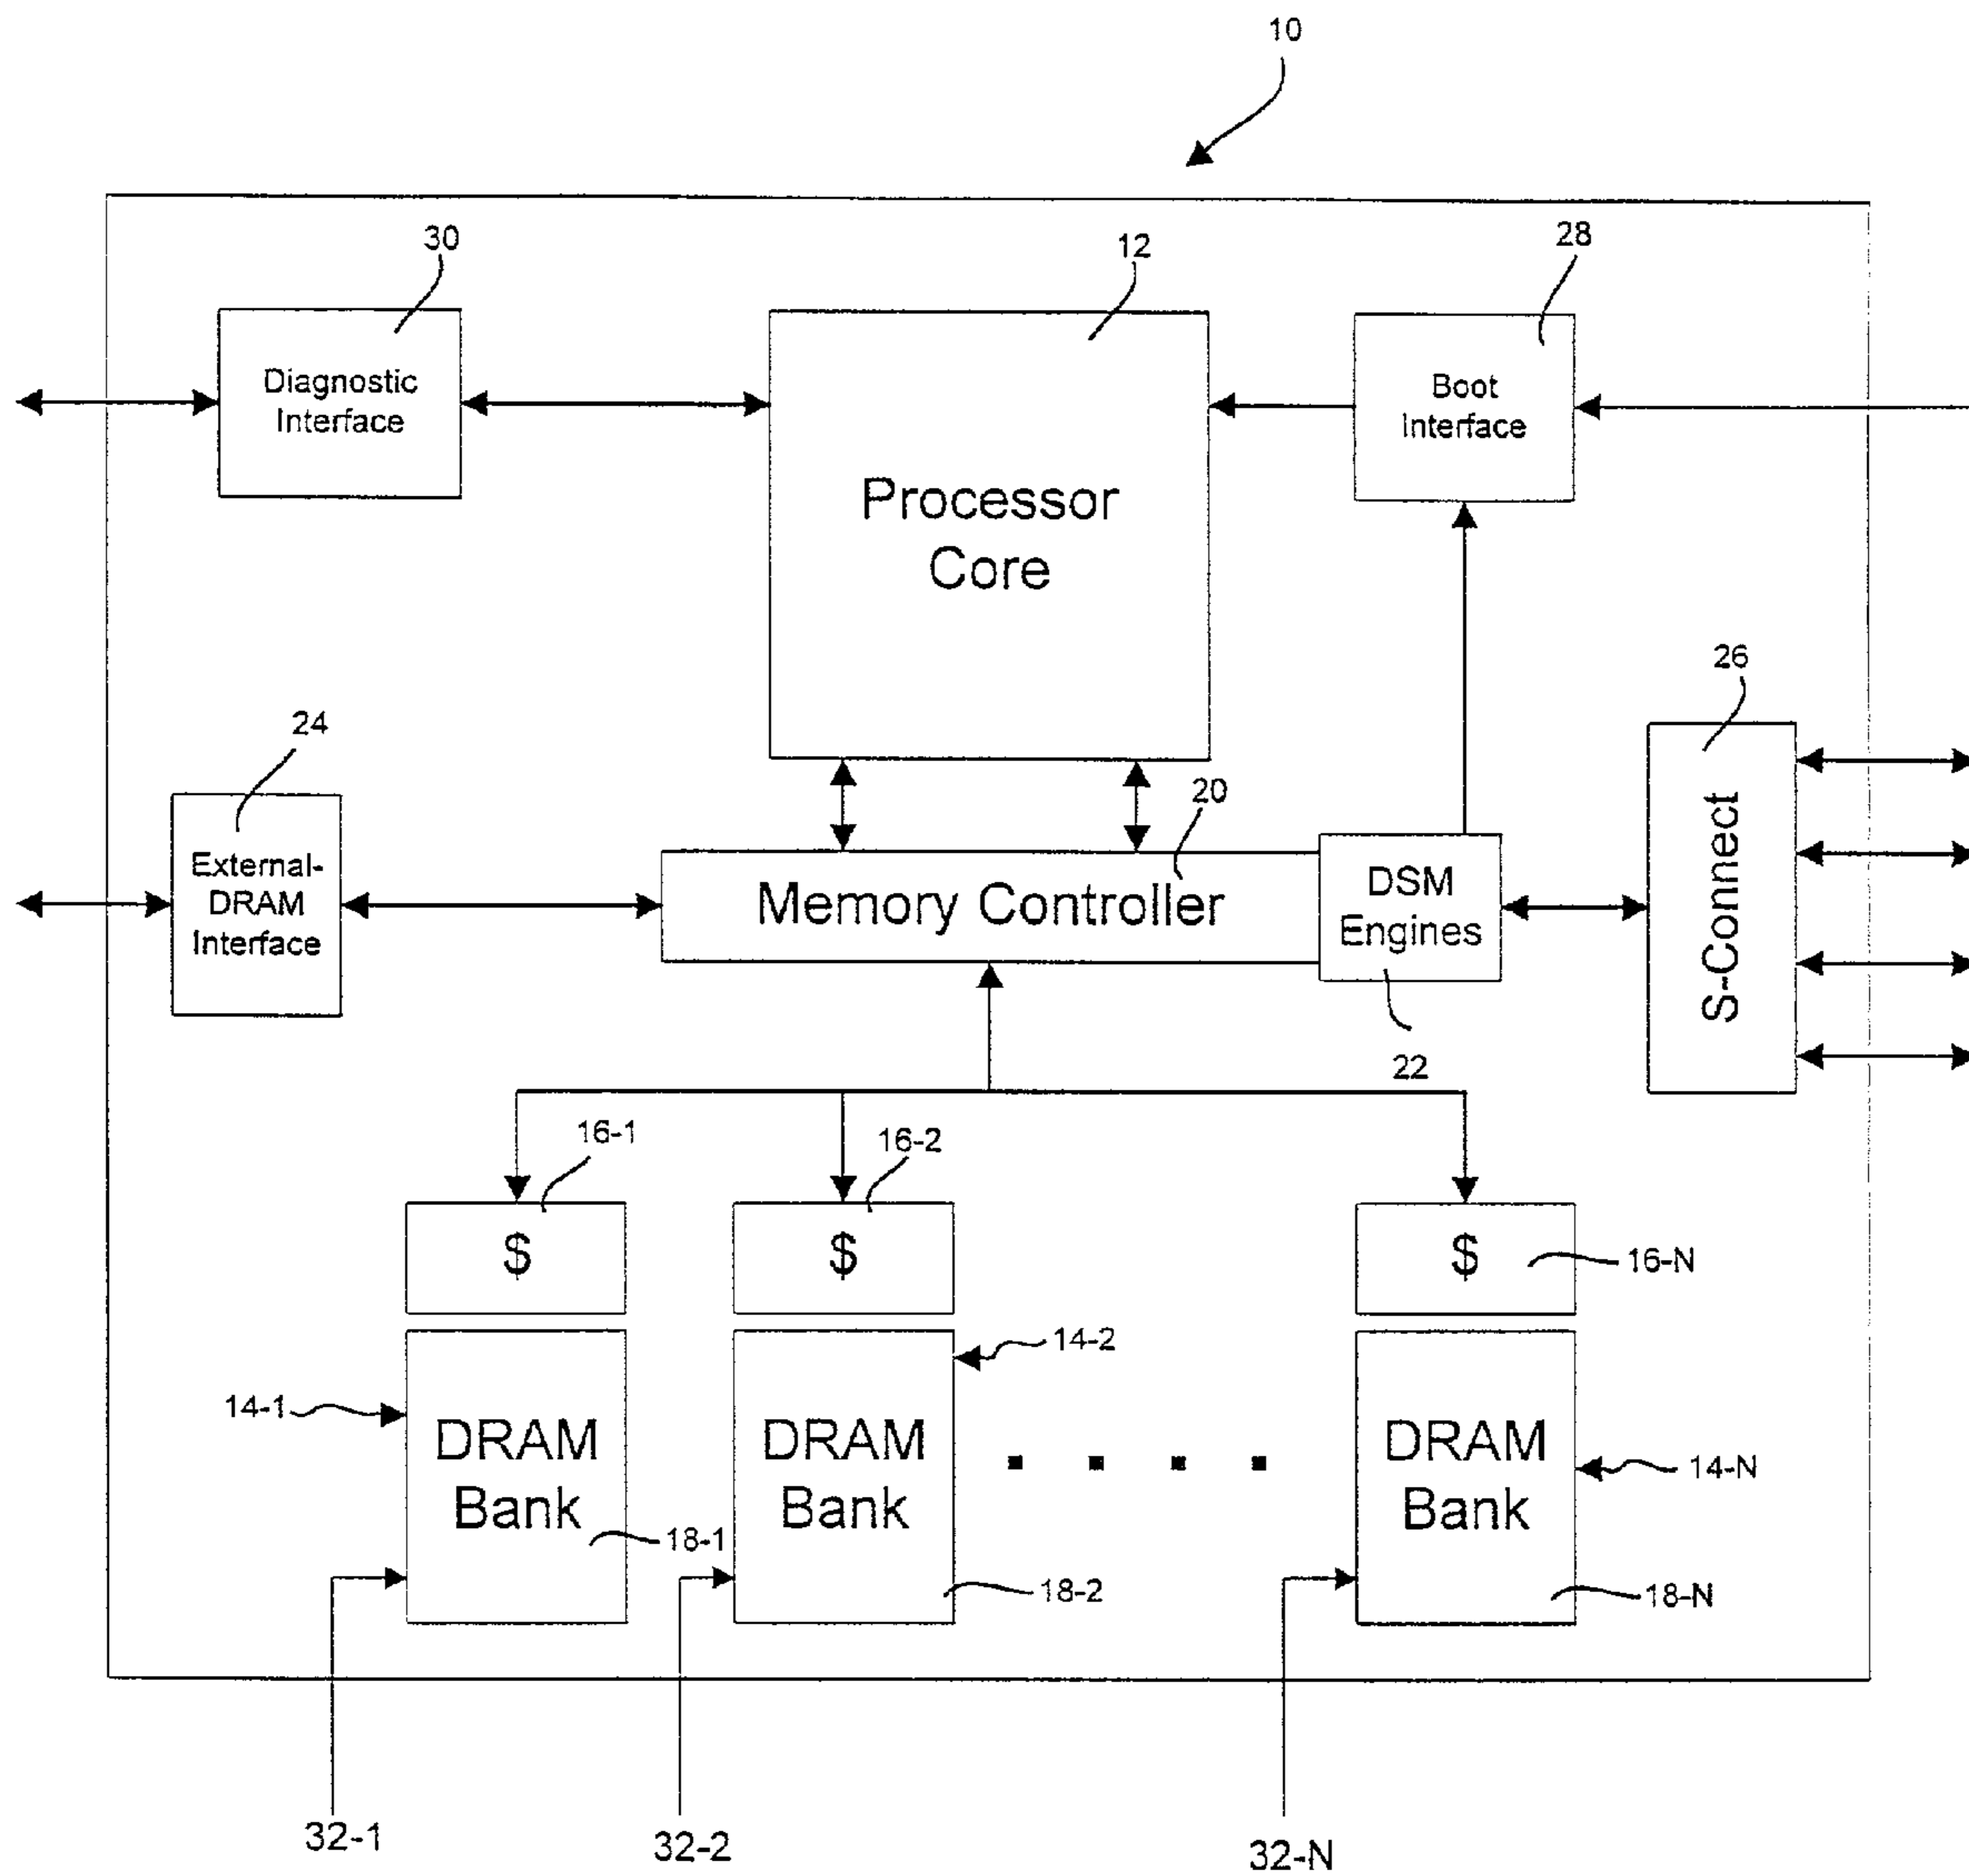 10
30
12
28
Diagnostic
Interface
Processor
Core
Boot
Interface
26
24
20
External-
DRAM
Interface
Memory Controller
DSM
Engines
S-Connect
22
16-1
16-2
$
$
$
16-N
14-2
14-1
DRAM
Bank
DRAM
Bank
DRAM
Bank
14-N
18-1
18-2
18-N
32-1
32-2
32-N